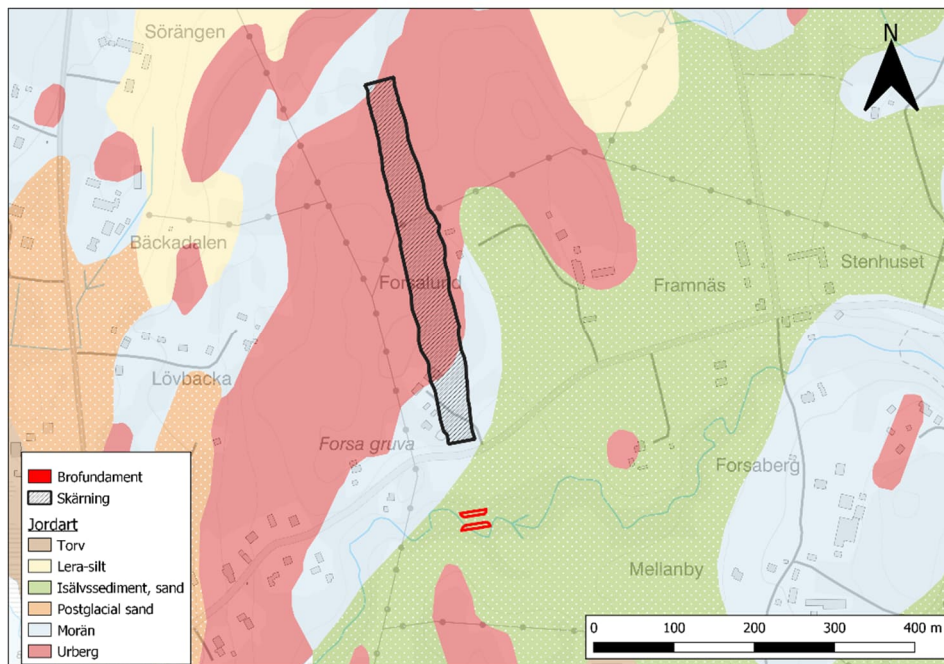 Sörängen
N
Bäckadalen
Stenhuset
Forsalund
Framnäs
Lövbacka
Forsa gruva
Forsaberg
Mellanby
Brofundament
Skärning
Jordart
Torv
Lera-silt
Isälvssediment, sand
Postglacial sand
Morän
Urberg
0 100 200 300 400 m